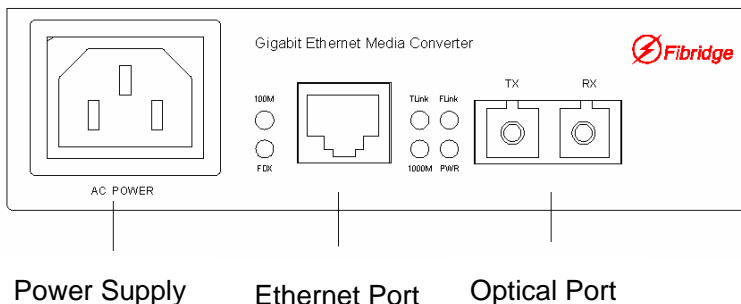 Gigabit Ethernet Media Converter
Fibridge
TX RX
100M
TLink FLink
FDX
1000M PWR
AC POWER
Power Supply
Ethernet Port
Optical Port